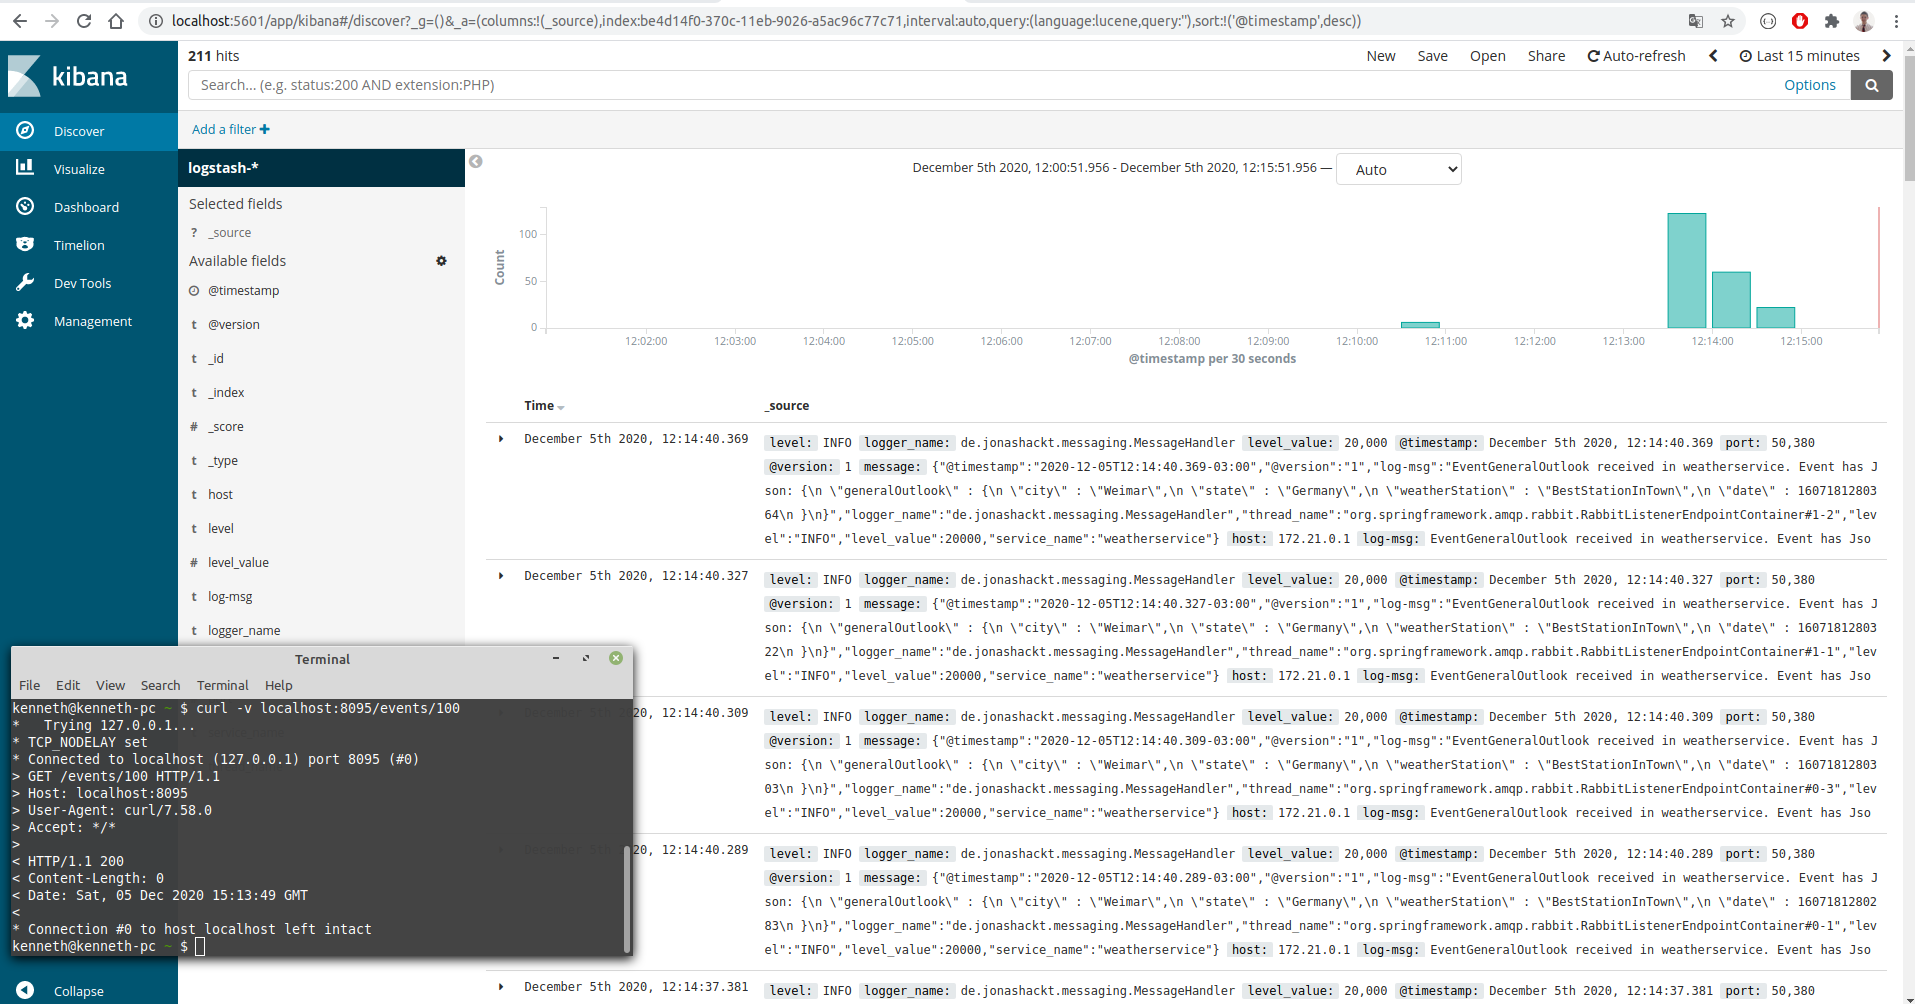 localhost:5601/app/kibana#/discover?_g=()&_a=(columns:!(_source),index:be4d14f0-370c-11eb-9026-a5ac96c77c71,interval:auto,query:(language:lucene,query:''),sort:!('@timestamp',desc))
kibana
Discover
Visualize
Dashboard
Timelion
Dev Tools
Management
Collapse
211 hits
New Save Open Share Auto-refresh Last 15 minutes
Search... (e.g. status:200 AND extension:PHP)
Options
Add a filter +
logstash-*
Selected fields
? _source
Available fields
@timestamp
t @version
t _id
t _index
# _score
t _type
t host
t level
# level_value
t log-msg
t logger_name
December 5th 2020, 12:00:51.956 - December 5th 2020, 12:15:51.956 — Auto
Count
100
50
0
12:02:00 12:03:00 12:04:00 12:05:00 12:06:00 12:07:00 12:08:00 12:09:00 12:10:00 12:11:00 12:12:00 12:13:00 12:14:00 12:15:00
@timestamp per 30 seconds
Time _source
December 5th 2020, 12:14:40.369
level: INFO logger_name: de.jonashackt.messaging.MessageHandler level_value: 20,000 @timestamp: December 5th 2020, 12:14:40.369 port: 50,380
@version: 1 message: {"@timestamp":"2020-12-05T12:14:40.369-03:00","@version":"1","log-msg":"EventGeneralOutlook received in weatherservice. Event has J
son: {\n \"generalOutlook\" : {\n \"city\" : \"Weimar\",\n \"state\" : \"Germany\",\n \"weatherStation\" : \"BestStationInTown\",\n \"date\" : 16071812803
64\n }\n}","logger_name":"de.jonashackt.messaging.MessageHandler","thread_name":"org.springframework.amqp.rabbit.RabbitListenerEndpointContainer#1-2","lev
el":"INFO","level_value":20000,"service_name":"weatherservice"} host: 172.21.0.1 log-msg: EventGeneralOutlook received in weatherservice. Event has Jso
December 5th 2020, 12:14:40.327
level: INFO logger_name: de.jonashackt.messaging.MessageHandler level_value: 20,000 @timestamp: December 5th 2020, 12:14:40.327 port: 50,380
@version: 1 message: {"@timestamp":"2020-12-05T12:14:40.327-03:00","@version":"1","log-msg":"EventGeneralOutlook received in weatherservice. Event has J
son: {\n \"generalOutlook\" : {\n \"city\" : \"Weimar\",\n \"state\" : \"Germany\",\n \"weatherStation\" : \"BestStationInTown\",\n \"date\" : 16071812803
22\n }\n}","logger_name":"de.jonashackt.messaging.MessageHandler","thread_name":"org.springframework.amqp.rabbit.RabbitListenerEndpointContainer#1-1","lev
el":"INFO","level_value":20000,"service_name":"weatherservice"} host: 172.21.0.1 log-msg: EventGeneralOutlook received in weatherservice. Event has Jso
20, 12:14:40.309
level: INFO logger_name: de.jonashackt.messaging.MessageHandler level_value: 20,000 @timestamp: December 5th 2020, 12:14:40.309 port: 50,380
@version: 1 message: {"@timestamp":"2020-12-05T12:14:40.309-03:00","@version":"1","log-msg":"EventGeneralOutlook received in weatherservice. Event has J
son: {\n \"generalOutlook\" : {\n \"city\" : \"Weimar\",\n \"state\" : \"Germany\",\n \"weatherStation\" : \"BestStationInTown\",\n \"date\" : 16071812803
03\n }\n}","logger_name":"de.jonashackt.messaging.MessageHandler","thread_name":"org.springframework.amqp.rabbit.RabbitListenerEndpointContainer#0-3","lev
el":"INFO","level_value":20000,"service_name":"weatherservice"} host: 172.21.0.1 log-msg: EventGeneralOutlook received in weatherservice. Event has Jso
20, 12:14:40.289
level: INFO logger_name: de.jonashackt.messaging.MessageHandler level_value: 20,000 @timestamp: December 5th 2020, 12:14:40.289 port: 50,380
@version: 1 message: {"@timestamp":"2020-12-05T12:14:40.289-03:00","@version":"1","log-msg":"EventGeneralOutlook received in weatherservice. Event has J
son: {\n \"generalOutlook\" : {\n \"city\" : \"Weimar\",\n \"state\" : \"Germany\",\n \"weatherStation\" : \"BestStationInTown\",\n \"date\" : 16071812802
83\n }\n}","logger_name":"de.jonashackt.messaging.MessageHandler","thread_name":"org.springframework.amqp.rabbit.RabbitListenerEndpointContainer#0-1","lev
el":"INFO","level_value":20000,"service_name":"weatherservice"} host: 172.21.0.1 log-msg: EventGeneralOutlook received in weatherservice. Event has Jso
December 5th 2020, 12:14:37.381
level: INFO logger_name: de.jonashackt.messaging.MessageHandler level_value: 20,000 @timestamp: December 5th 2020, 12:14:37.381 port: 50,380
Terminal
File Edit View Search Terminal Help
kenneth@kenneth-pc ~ $ curl -v localhost:8095/events/100
*   Trying 127.0.0.1...
* TCP_NODELAY set
* Connected to localhost (127.0.0.1) port 8095 (#0)
> GET /events/100 HTTP/1.1
> Host: localhost:8095
> User-Agent: curl/7.58.0
> Accept: */*
>
< HTTP/1.1 200
< Content-Length: 0
< Date: Sat, 05 Dec 2020 15:13:49 GMT
<
* Connection #0 to host localhost left intact
kenneth@kenneth-pc ~ $